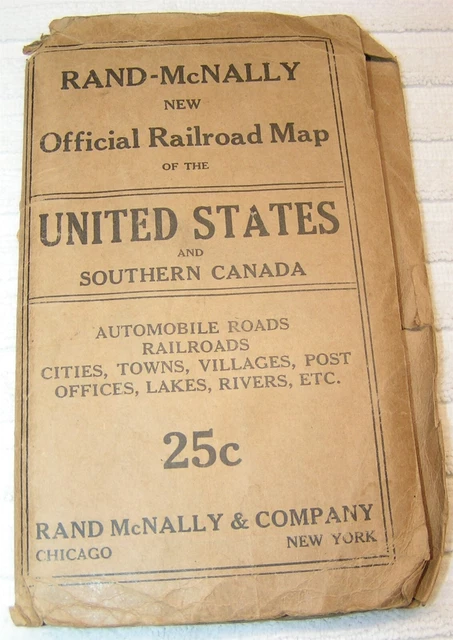 RAND-McNALLY
NEW
Official Railroad Map
OF THE
UNITED STATES
AND
SOUTHERN CANADA
AUTOMOBILE ROADS
RAILROADS
CITIES, TOWNS, VILLAGES, POST
OFFICES, LAKES, RIVERS, ETC.
25c
RAND McNALLY & COMPANY
CHICAGO NEW YORK